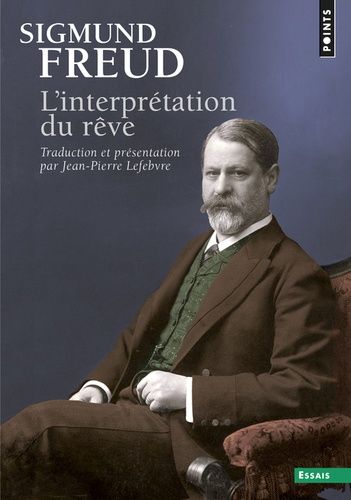 SIGMUND
FREUD
POINTS
L'interprétation
du rêve
Traduction et présentation
par Jean-Pierre Lefebvre
ESSAIS